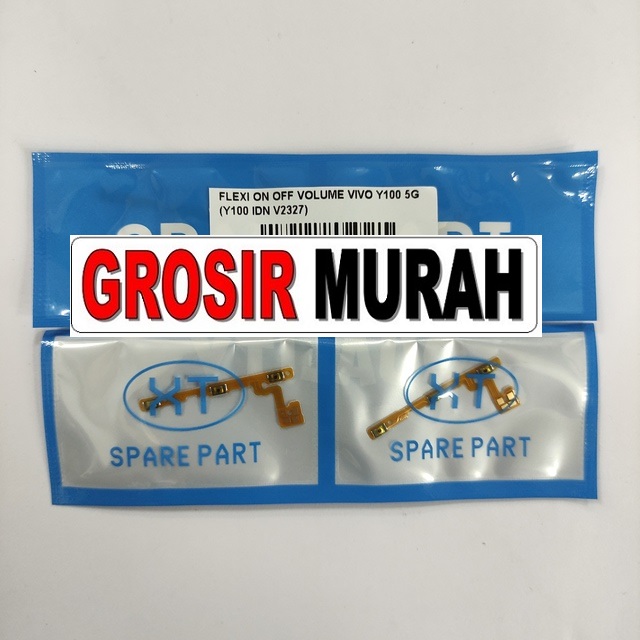 FLEXI ON OFF VOLUME VIVO Y100 5G
(Y100 IDN V2327)
GROSIR MURAH
XT
XT
SPARE PART
SPARE PART